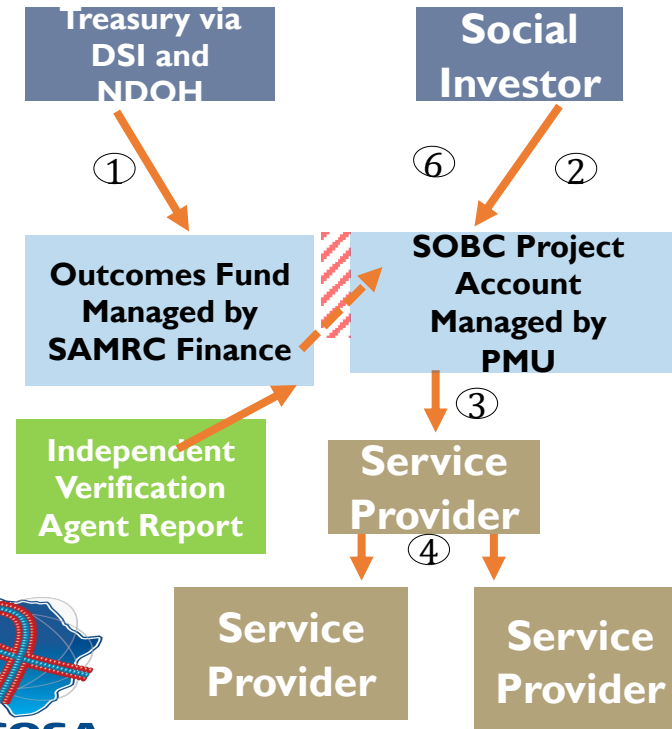 Treasury via
DSI and
NDOH
Social
Investor
①
⑥
②
Outcomes Fund
Managed by
SAMRC Finance
SOBC Project
Account
Managed by
PMU
③
Independent
Verification
Agent Report
Service
Provider
④
Service
Provider
Service
Provider